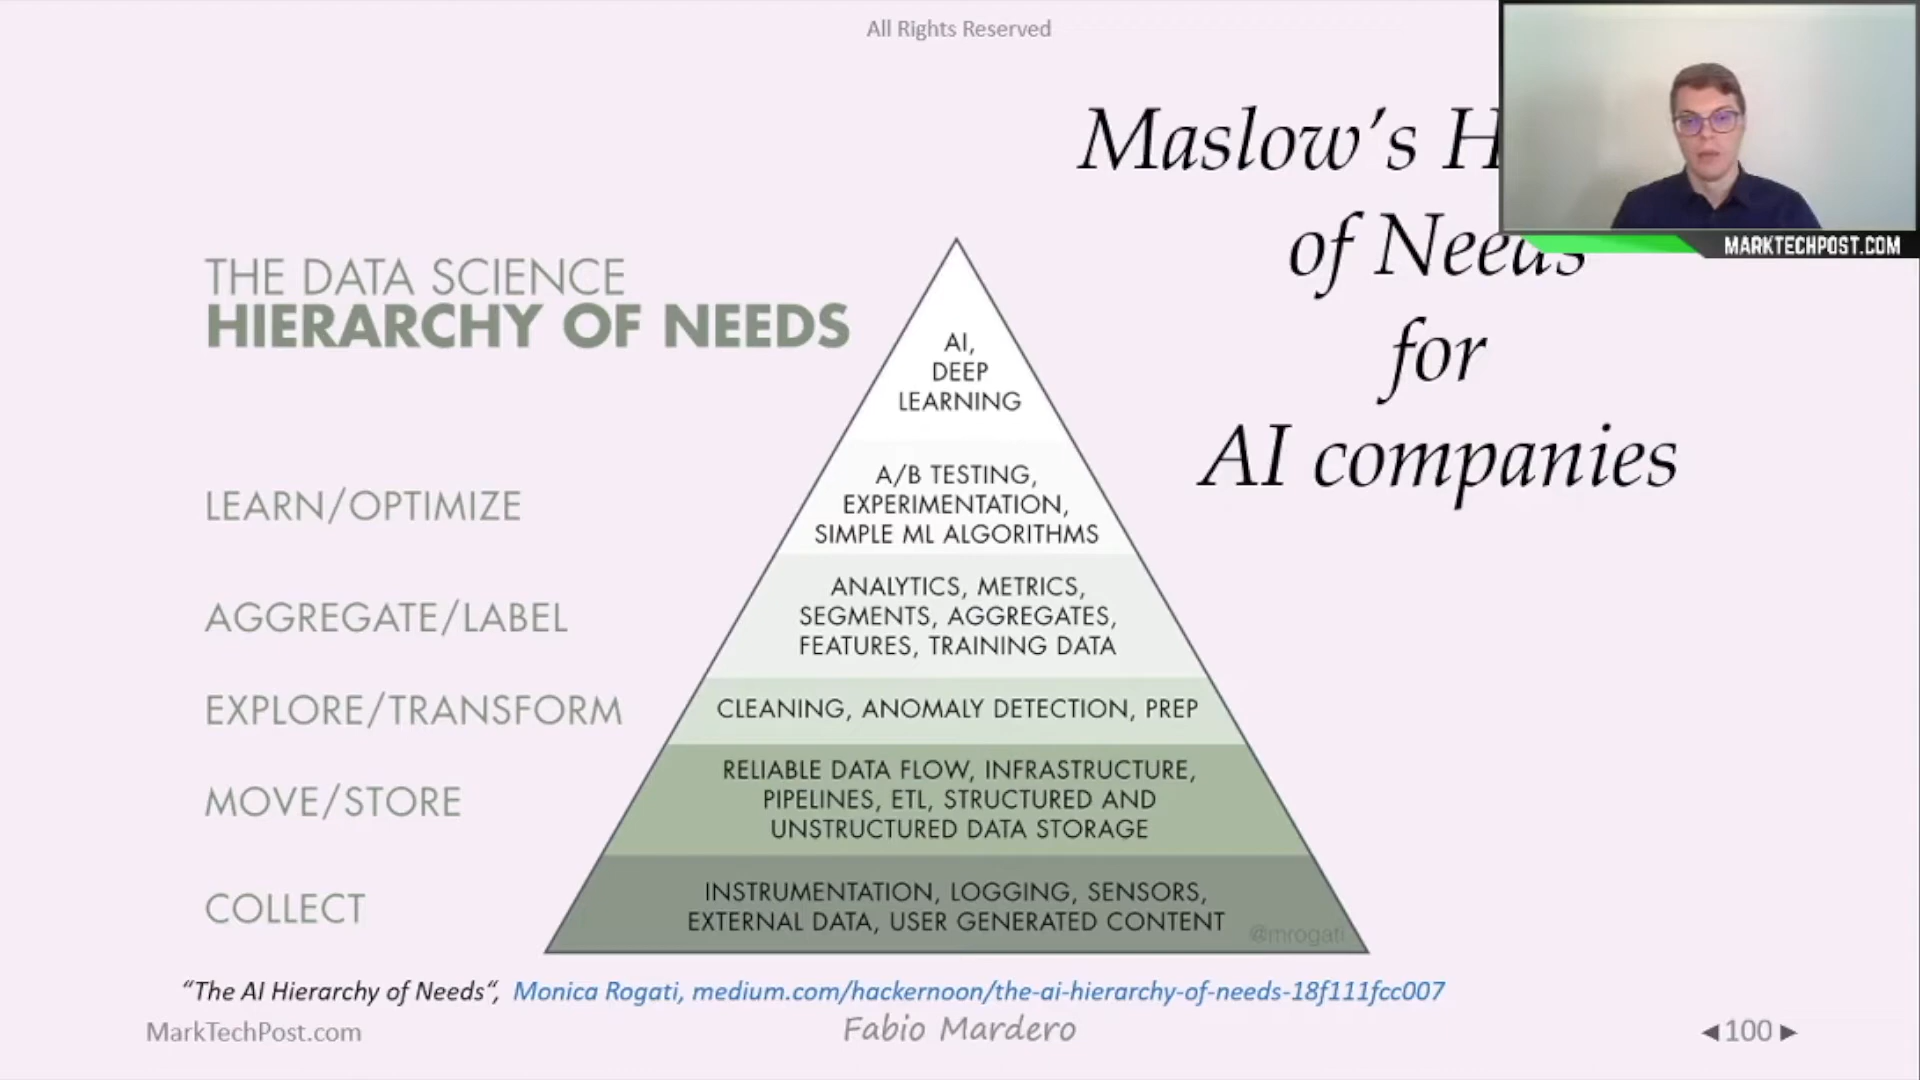 All Rights Reserved
Maslow's H
of Needs
for
AI companies
MARKTECHPOST.COM
THE DATA SCIENCE
HIERARCHY OF NEEDS
AI,
DEEP
LEARNING
LEARN/OPTIMIZE
A/B TESTING,
EXPERIMENTATION,
SIMPLE ML ALGORITHMS
AGGREGATE/LABEL
ANALYTICS, METRICS,
SEGMENTS, AGGREGATES,
FEATURES, TRAINING DATA
EXPLORE/TRANSFORM
CLEANING, ANOMALY DETECTION, PREP
MOVE/STORE
RELIABLE DATA FLOW, INFRASTRUCTURE,
PIPELINES, ETL, STRUCTURED AND
UNSTRUCTURED DATA STORAGE
COLLECT
INSTRUMENTATION, LOGGING, SENSORS,
EXTERNAL DATA, USER GENERATED CONTENT
@mrogati
“The AI Hierarchy of Needs“, Monica Rogati, medium.com/hackernoon/the-ai-hierarchy-of-needs-18f111fcc007
MarkTechPost.com
Fabio Mardero
◀100▶